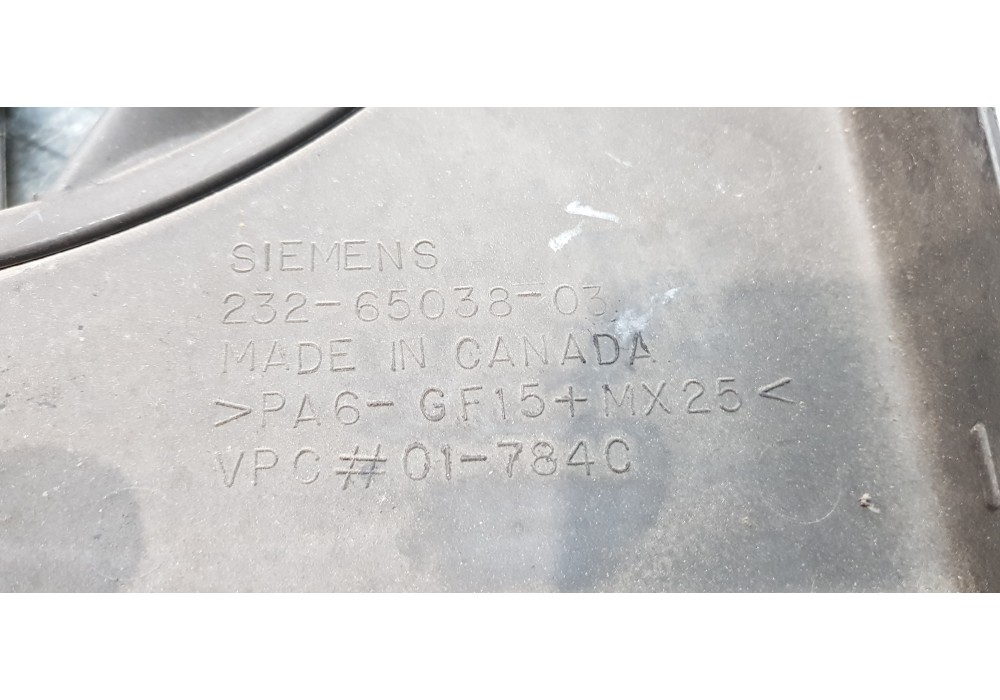 SIEMENS
232-65038-03
MADE IN CANADA
>PA6-GF15+MX25<
VPC#01-784C